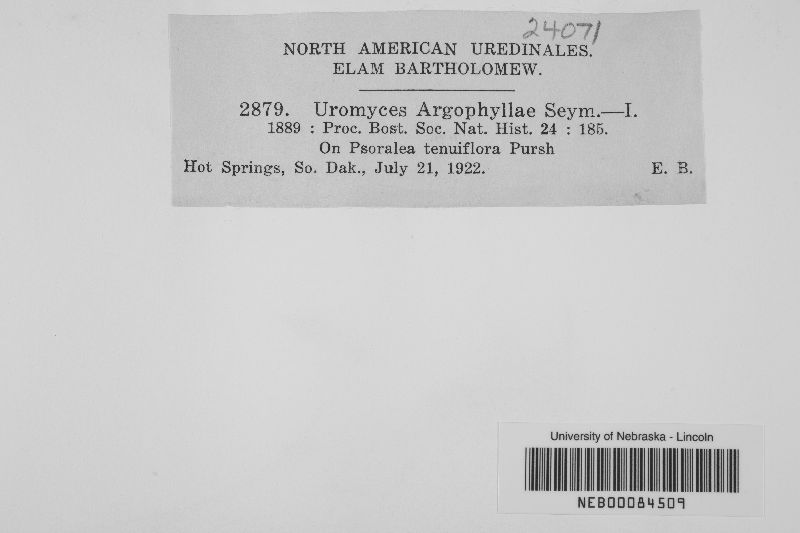 24071
NORTH AMERICAN UREDINALES.
ELAM BARTHOLOMEW.
2879. Uromyces Argophyllae Seym.—I.
1889 : Proc. Bost. Soc. Nat. Hist. 24 : 185.
On Psoralea tenuiflora Pursh
Hot Springs, So. Dak., July 21, 1922. E. B.
University of Nebraska - Lincoln
NEB00084509